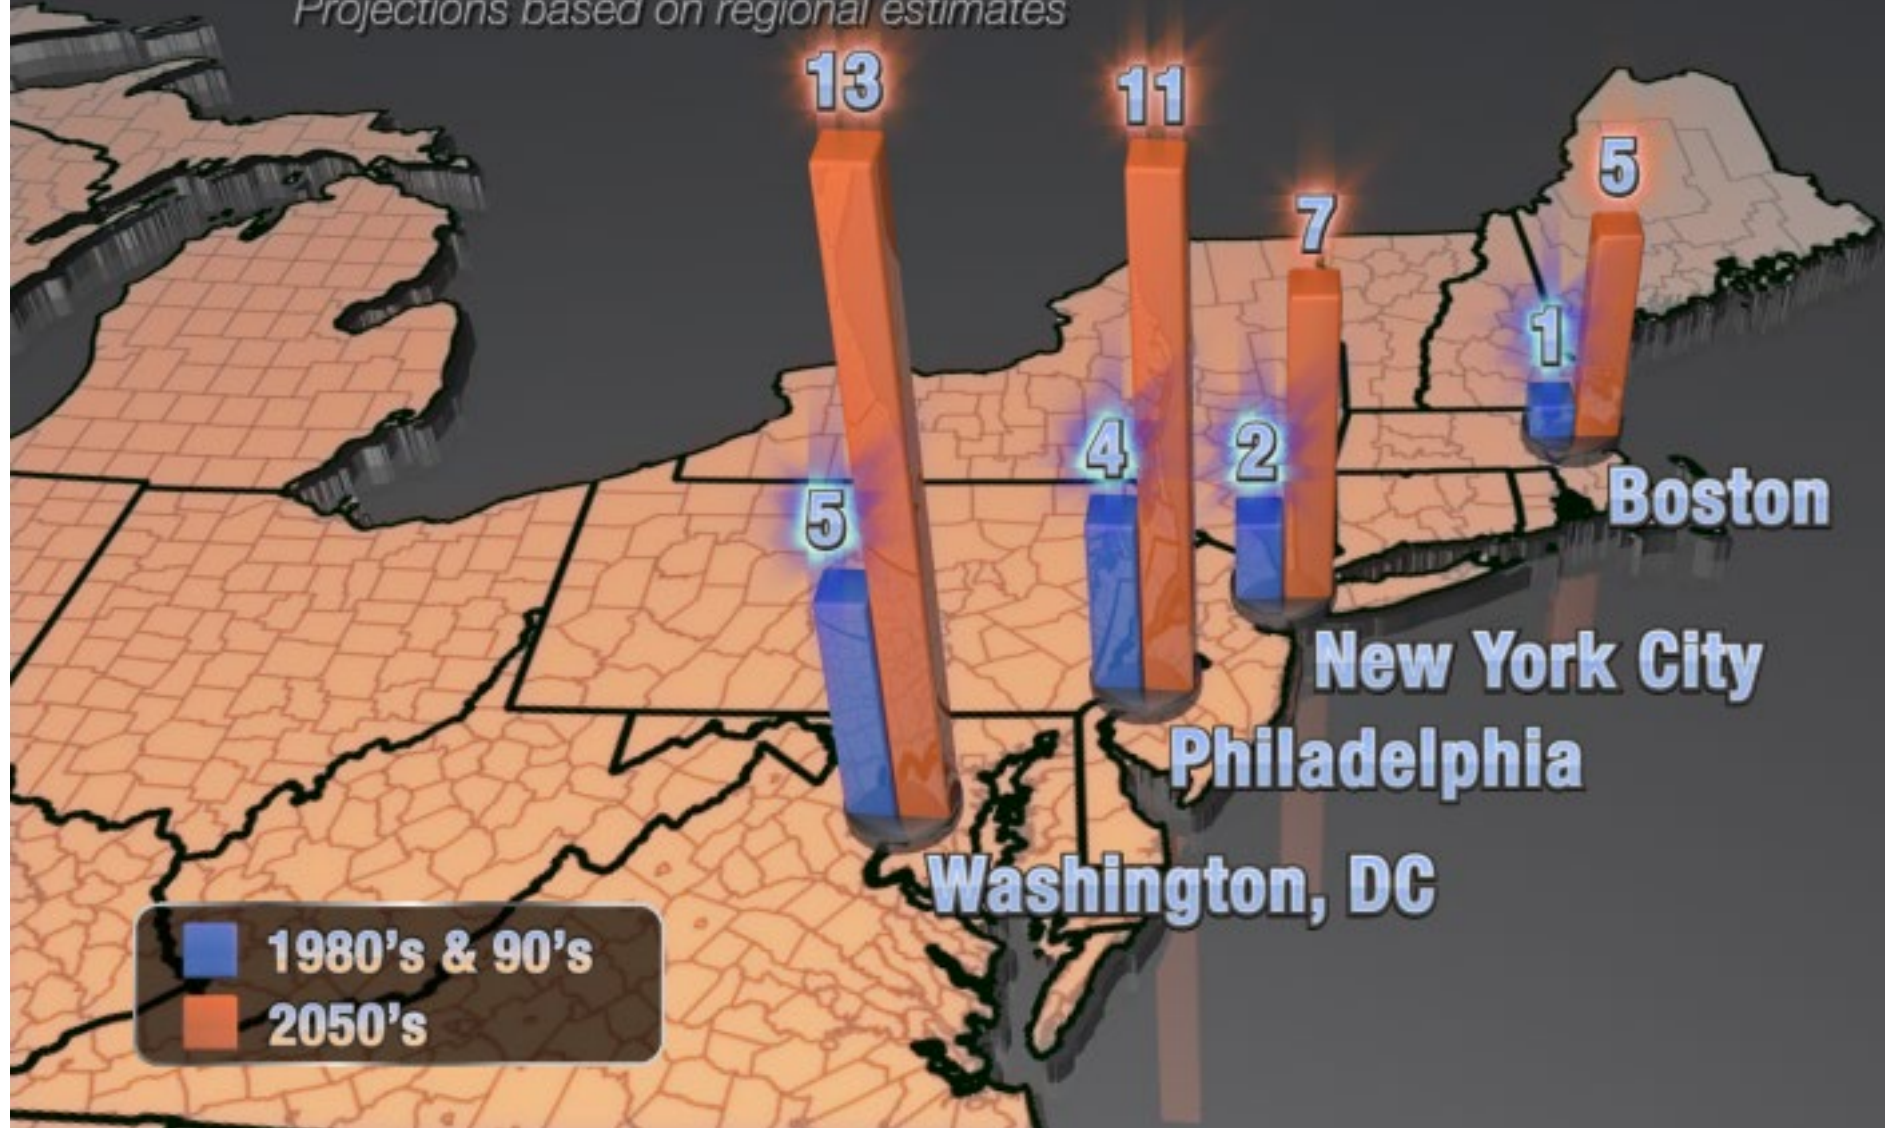 Projections based on regional estimates
13
11
7
5
1
4
2
5
Boston
New York City
Philadelphia
Washington, DC
1980's & 90's
2050's